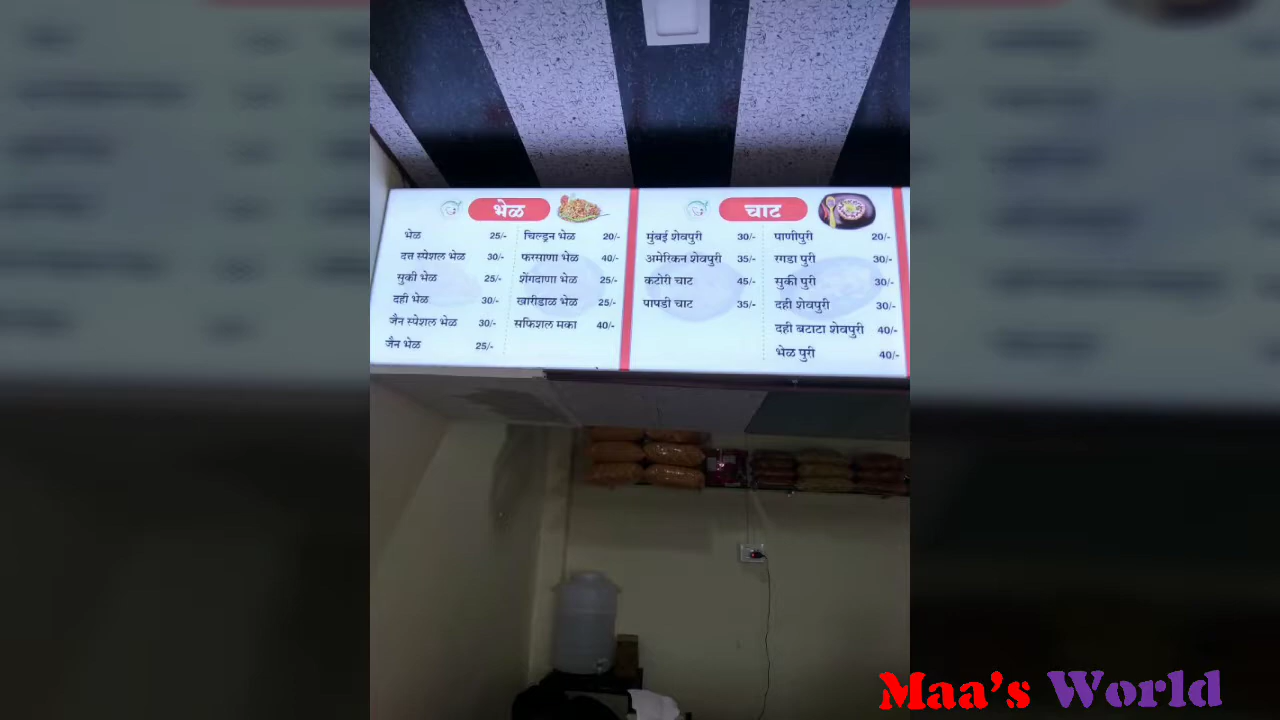 भेळ
भेळ 25/-
दत्त स्पेशल भेळ 30/-
सुकी भेळ 25/-
दही भेळ 30/-
जैन स्पेशल भेळ 30/-
जैन भेळ 25/-
चिल्ड्रन भेळ 20/-
फरसाणा भेळ 40/-
शेंगदाणा भेळ 25/-
खारीडाळ भेळ 25/-
सफिशल मका 40/-
चाट
मुंबई शेवपुरी 30/-
अमेरिकन शेवपुरी 35/-
कटोरी चाट 45/-
पापडी चाट 35/-
पाणीपुरी 20/-
रगडा पुरी 30/-
सुकी पुरी 30/-
दही शेवपुरी 30/-
दही बटाटा शेवपुरी 40/-
भेळ पुरी 40/-
Maa's World